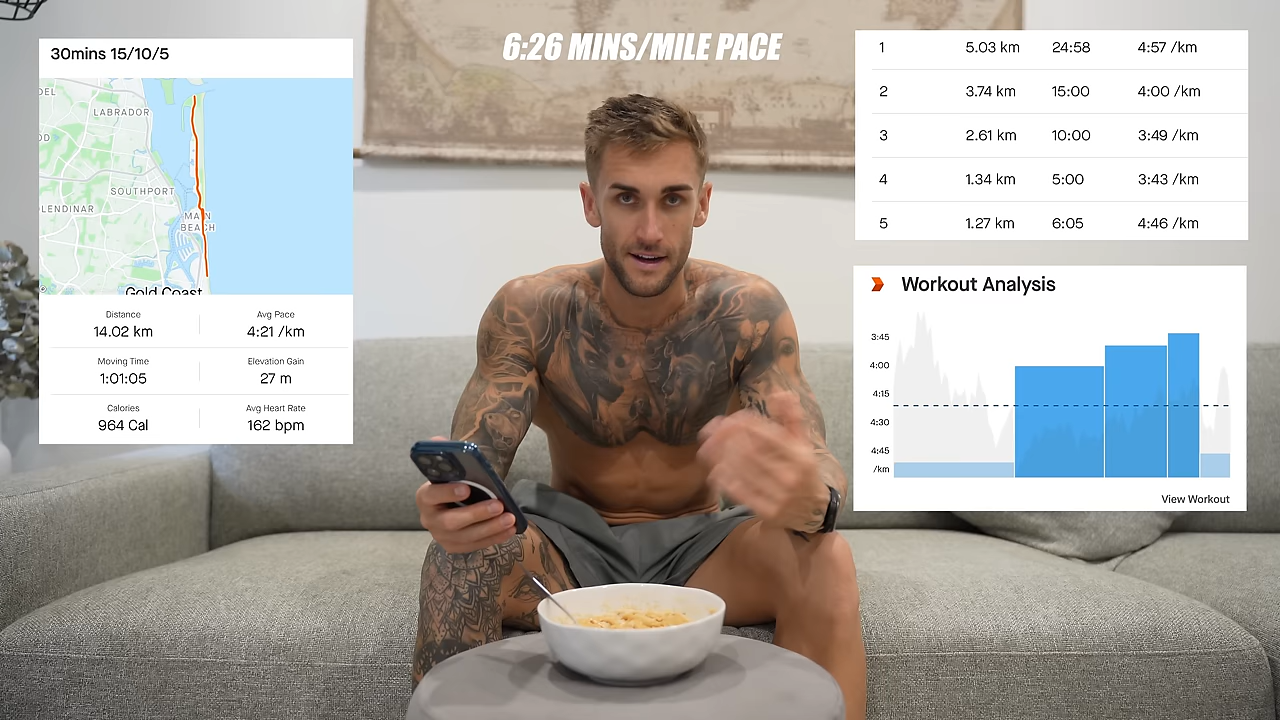 6:26 MINS/MILE PACE
30mins 15/10/5
DEL
LABRADOR
OD
SOUTHPORT
LENDINAR
MAIN
BEACH
Gold Coast
Distance Avg Pace
14.02 km 4:21 /km
Moving Time Elevation Gain
1:01:05 27 m
Calories Avg Heart Rate
964 Cal 162 bpm
1 5.03 km 24:58 4:57 /km
2 3.74 km 15:00 4:00 /km
3 2.61 km 10:00 3:49 /km
4 1.34 km 5:00 3:43 /km
5 1.27 km 6:05 4:46 /km
Workout Analysis
3:45
4:00
4:15
4:30
4:45
/km
View Workout